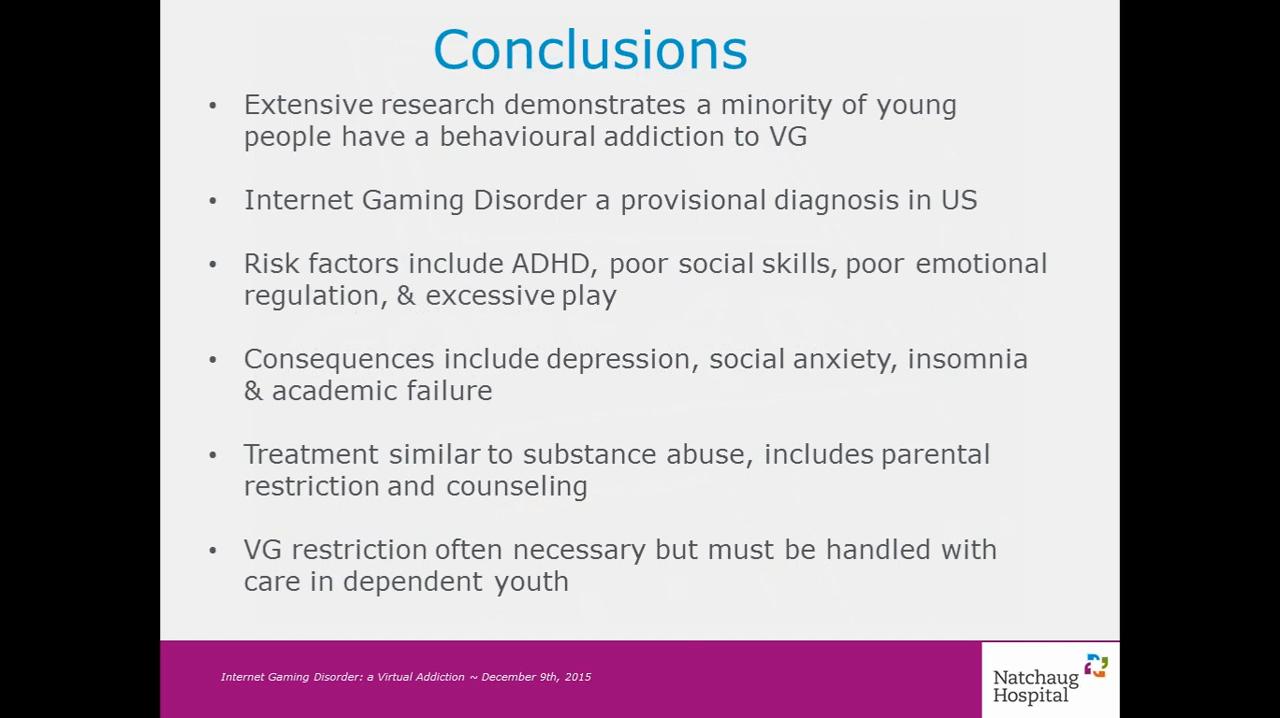 Conclusions
• Extensive research demonstrates a minority of young
people have a behavioural addiction to VG
• Internet Gaming Disorder a provisional diagnosis in US
• Risk factors include ADHD, poor social skills, poor emotional
regulation, & excessive play
• Consequences include depression, social anxiety, insomnia
& academic failure
• Treatment similar to substance abuse, includes parental
restriction and counseling
• VG restriction often necessary but must be handled with
care in dependent youth
Internet Gaming Disorder: a Virtual Addiction ~ December 9th, 2015
Natchaug
Hospital